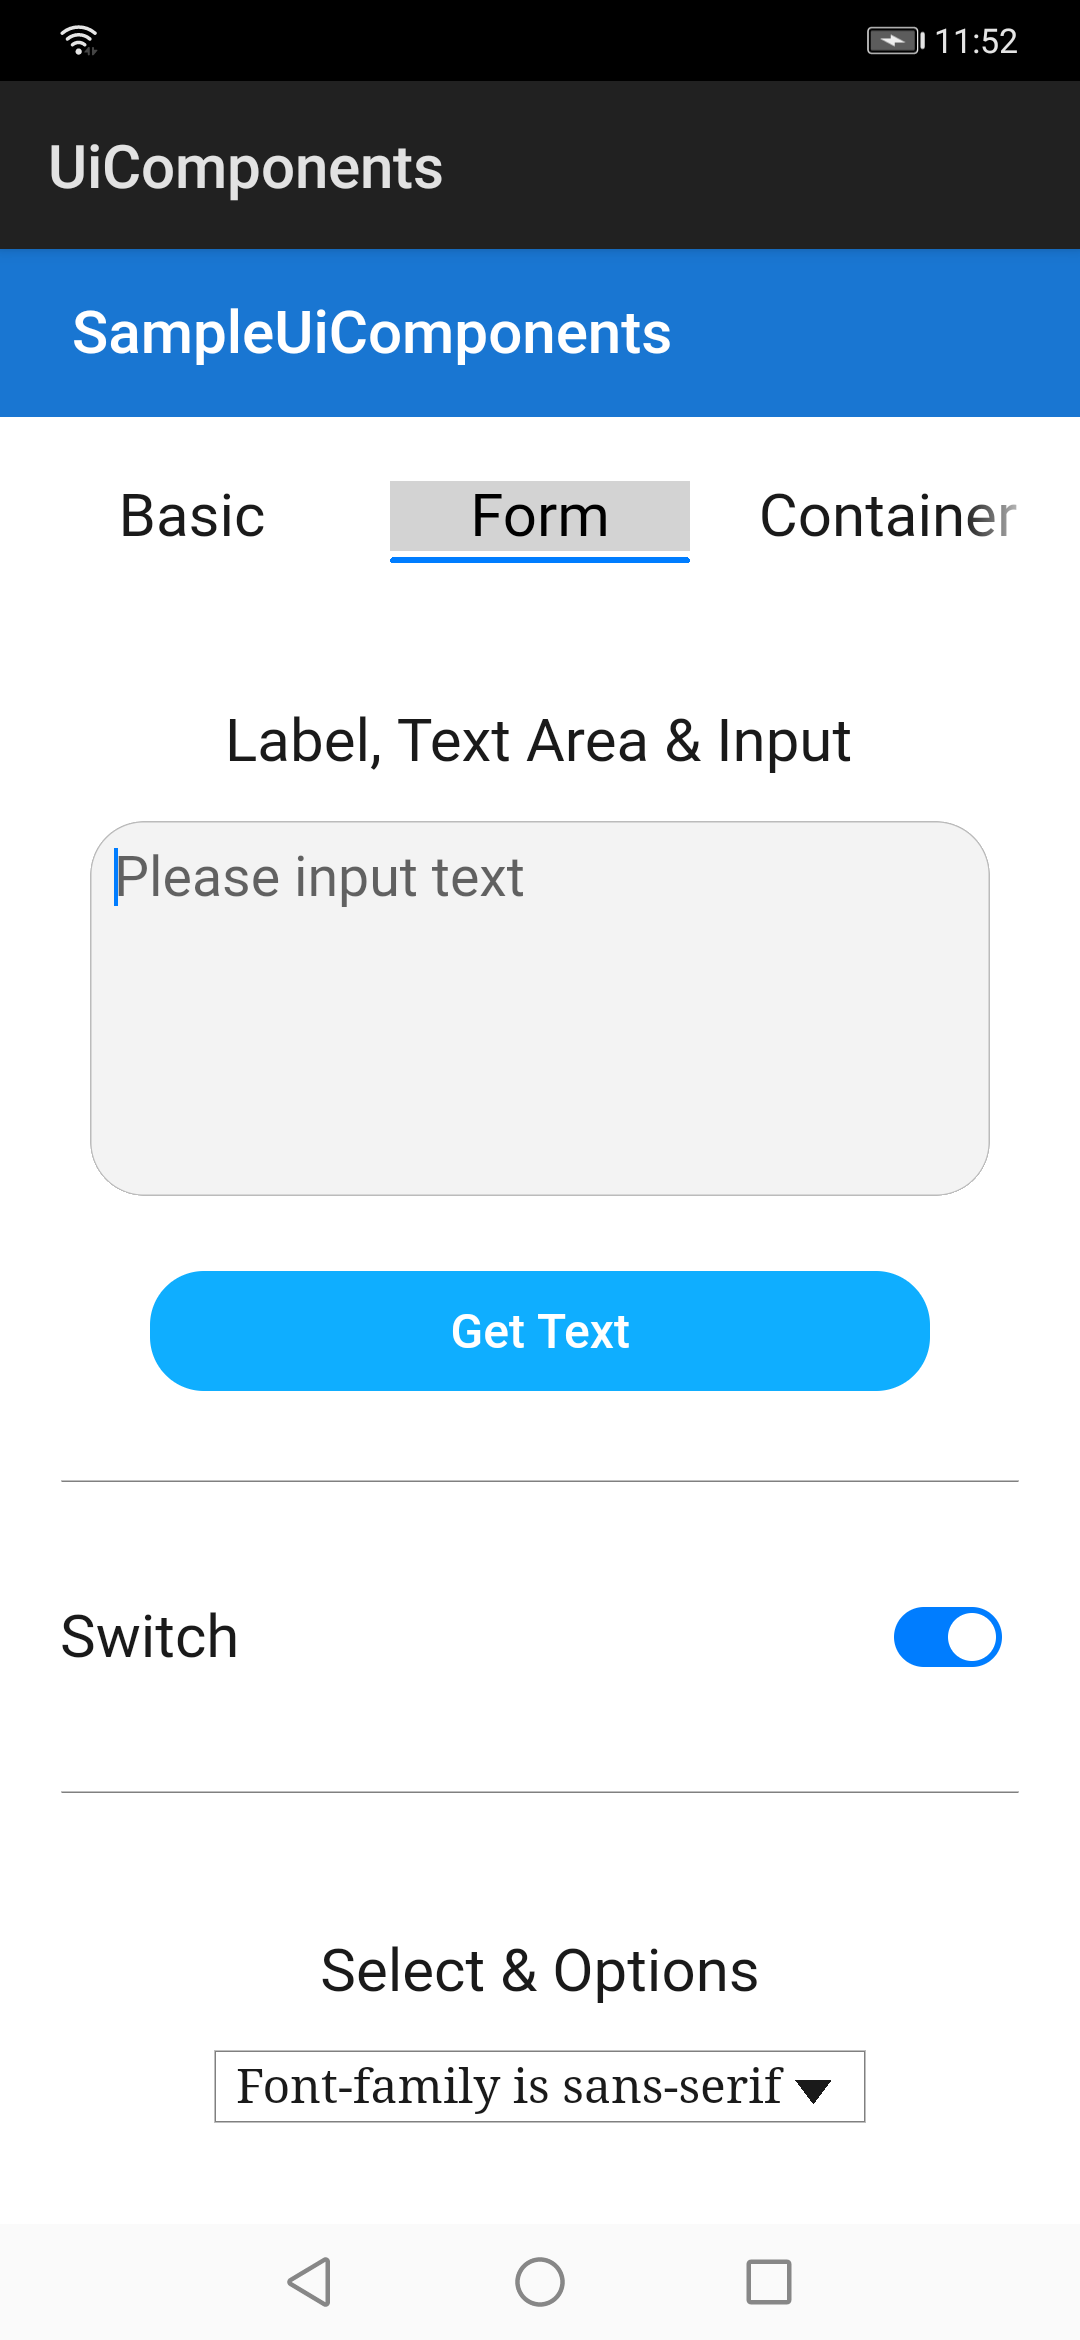 11:52
UiComponents
SampleUiComponents
Basic Form Container
Label, Text Area & Input
Please input text
Get Text
Switch
Select & Options
Font-family is sans-serif